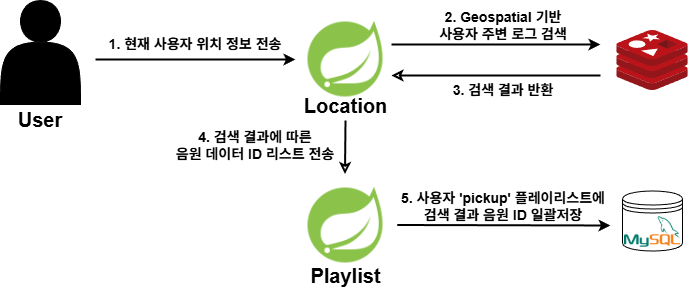 1. 현재 사용자 위치 정보 전송
2. Geospatial 기반
사용자 주변 로그 검색
3. 검색 결과 반환
User
Location
4. 검색 결과에 따른
음원 데이터 ID 리스트 전송
5. 사용자 'pickup' 플레이리스트에
검색 결과 음원 ID 일괄저장
MySQL
Playlist